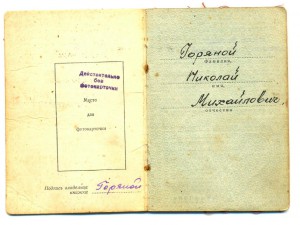 Действительно
без
фотокарточки
Место
для
фотокарточки
Подпись владельца
книжки Горяной
Горяной
фамилия,
Николай
имя,
Михайлович,
отчество